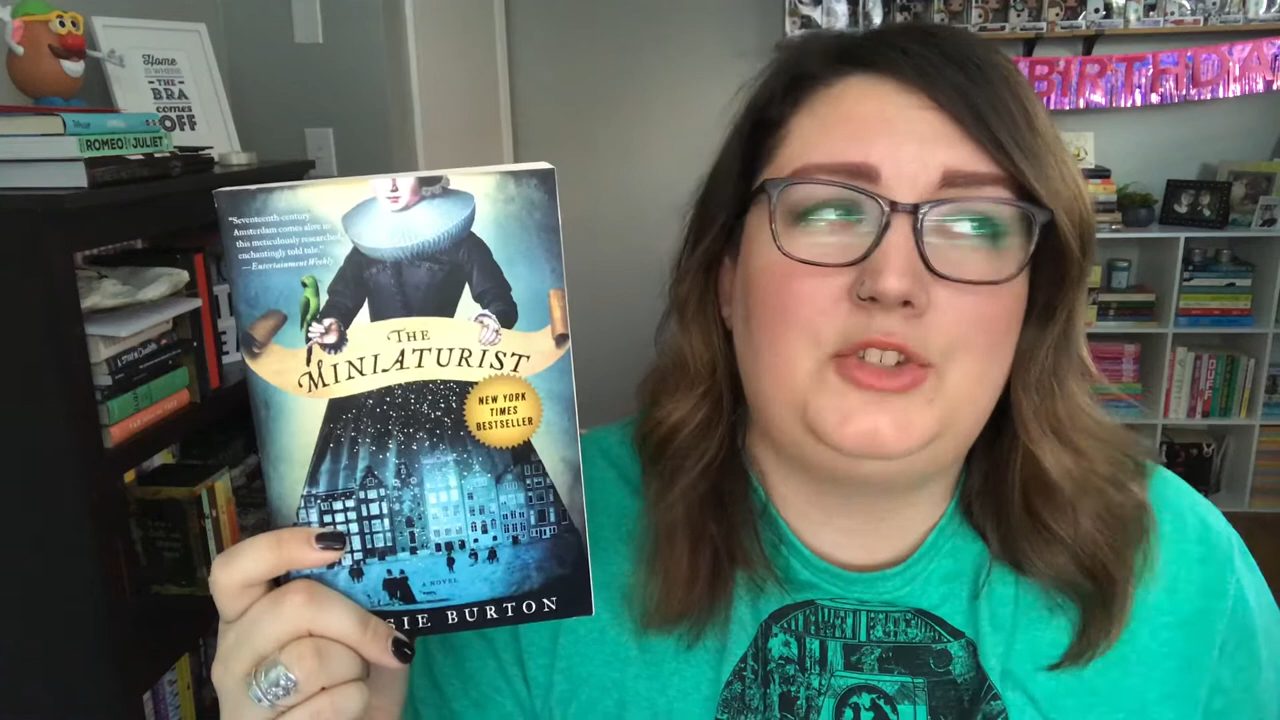 Home
IS WHERE
THE
BRA
comes
OFF
ROMEO AND JULIET
BIRTHDA
"Seventeenth-century
Amsterdam comes alive in
this meticulously researched,
enchantingly told tale."
—Entertainment Weekly
THE
MINIATURIST
NEW YORK
TIMES
BESTSELLER
A NOVEL
SIE BURTON